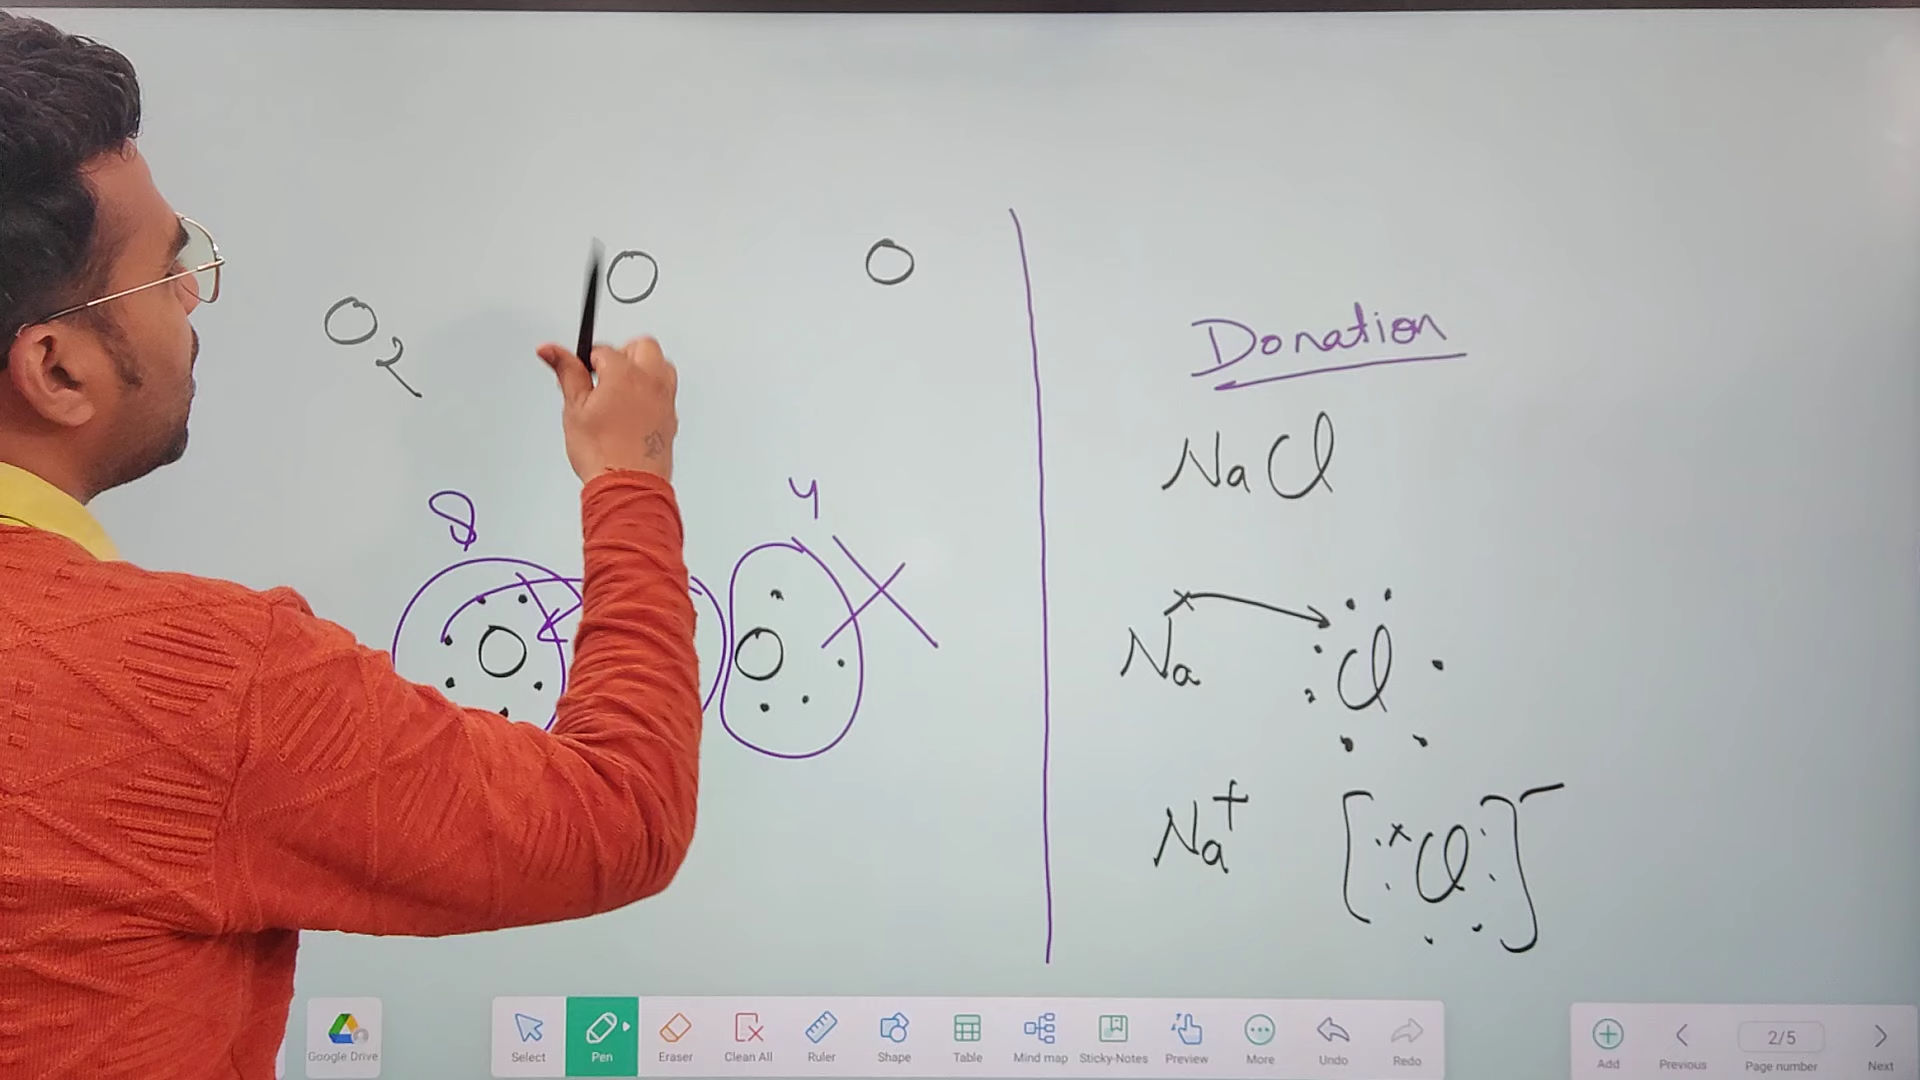 O O
O2
8 4
O O
Donation
NaCl
Na Cl
Na+ [Cl]-
Google Drive
Select Pen Eraser Clean All Ruler Shape Table Mind map Sticky-Notes Preview More Undo Redo
2/5
Add Previous Page number Next